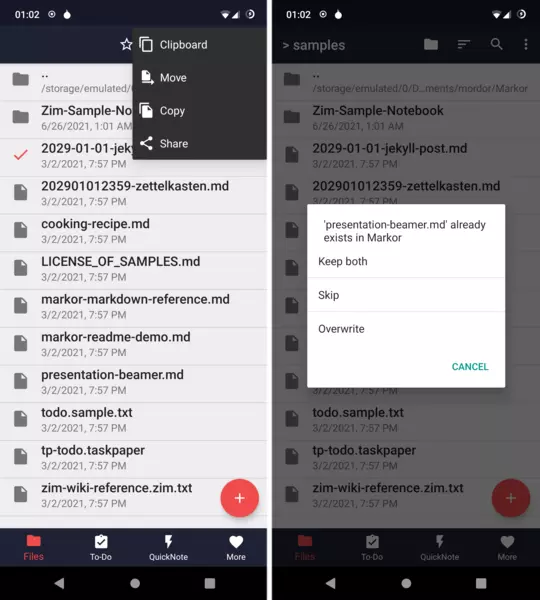 01:02
Clipboard
Move
Copy
Share
..
/storage/emulated/
Zim-Sample-No
6/26/2021, 1:01 AM
2029-01-01-jeky
3/2/2021, 7:57 PM
202901012359-zettelkasten.md
3/2/2021, 7:57 PM
cooking-recipe.md
3/2/2021, 7:57 PM
LICENSE_OF_SAMPLES.md
3/2/2021, 7:57 PM
markor-markdown-reference.md
3/2/2021, 7:57 PM
markor-readme-demo.md
3/2/2021, 7:57 PM
presentation-beamer.md
3/2/2021, 7:57 PM
todo.sample.txt
3/2/2021, 7:57 PM
tp-todo.taskpaper
3/2/2021, 7:57 PM
zim-wiki-reference.zim.txt
3/2/2021, 7:57 PM
Files To-Do QuickNote More
01:02
> samples
..
/storage/emulated/0/D...ments/mordor/Markor
Zim-Sample-Notebook
6/26/2021, 1:01 AM
2029-01-01-jekyll-post.md
3/2/2021, 7:57 PM
202901012359-zettelkasten.md
'presentation-beamer.md' already
exists in Markor
Keep both
Skip
Overwrite
CANCEL
todo.sample.txt
3/2/2021, 7:57 PM
tp-todo.taskpaper
3/2/2021, 7:57 PM
zim-wiki-reference.zim.txt
3/2/2021, 7:57 PM
Files To-Do QuickNote More